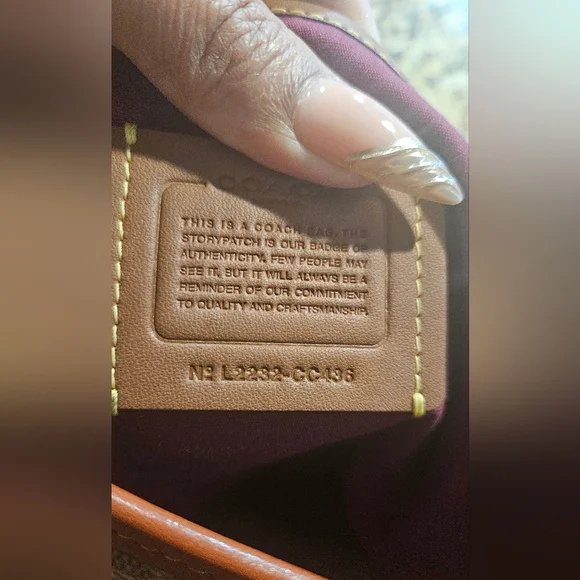 COACH
THIS IS A COACH BAG. THE
STORYPATCH IS OUR BADGE OF
AUTHENTICITY. FEW PEOPLE MAY
SEE IT, BUT IT WILL ALWAYS BE A
REMINDER OF OUR COMMITMENT
TO QUALITY AND CRAFTSMANSHIP.
Nº L2232-CC436